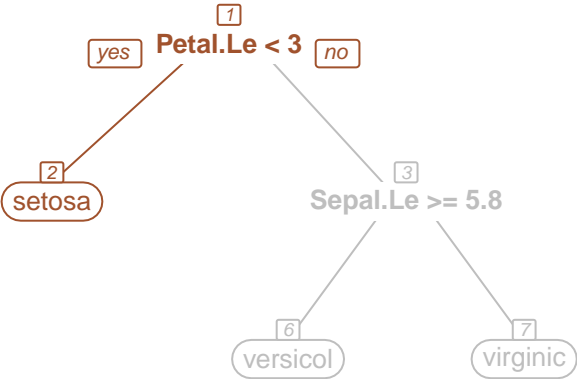 1
Petal.Le < 3
yes
no
2
setosa
3
Sepal.Le >= 5.8
6
versicol
7
virginic